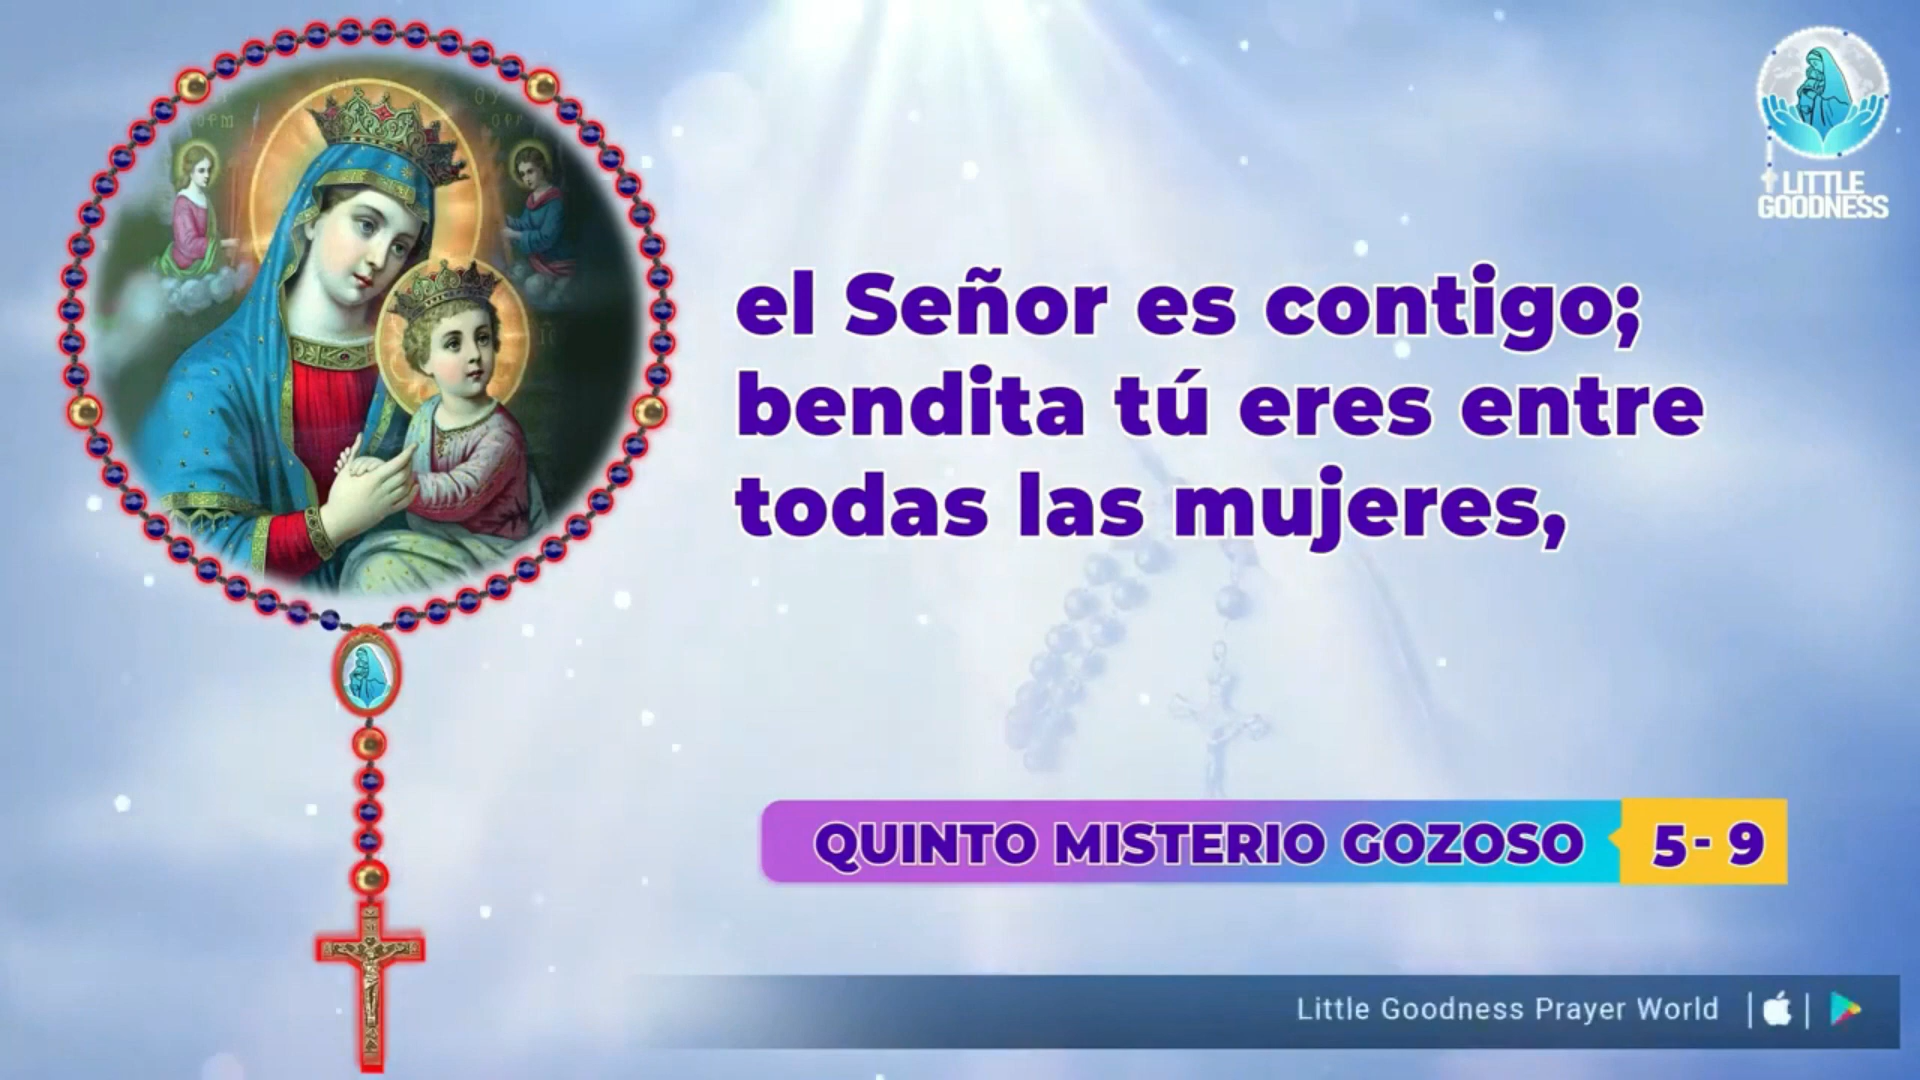 LITTLE
GOODNESS
el Señor es contigo;
bendita tú eres entre
todas las mujeres,
QUINTO MISTERIO GOZOSO 5- 9
Little Goodness Prayer World